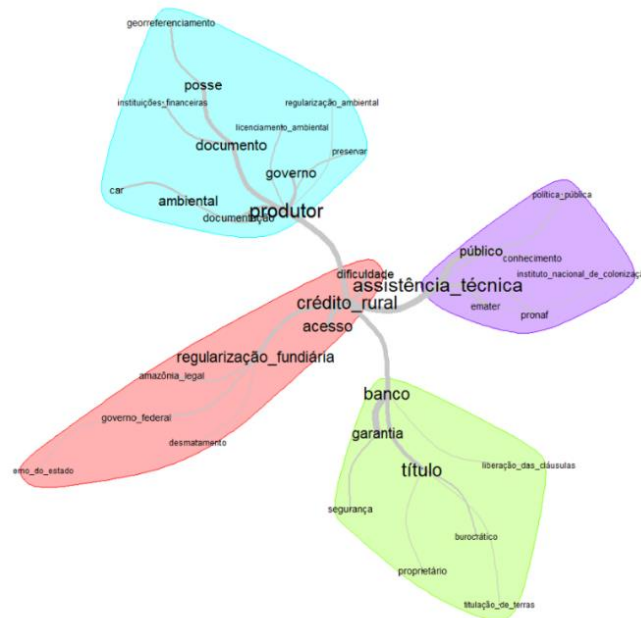 georreferenciamento
posse
instituições_financeiras
regularização_ambiental
licenciamento_ambiental
documento
preservar
governo
car
ambiental
documentação
produtor
política_pública
público
conhecimento
dificuldade
instituto_nacional_de_colonizaç
assistência_técnica
crédito_rural
emater
pronaf
acesso
regularização_fundiária
amazônia_legal
banco
governo_federal
garantia
desmatamento
liberação_das_cláusulas
título
erno_do_estado
segurança
burocrático
proprietário
titulação_de_terras